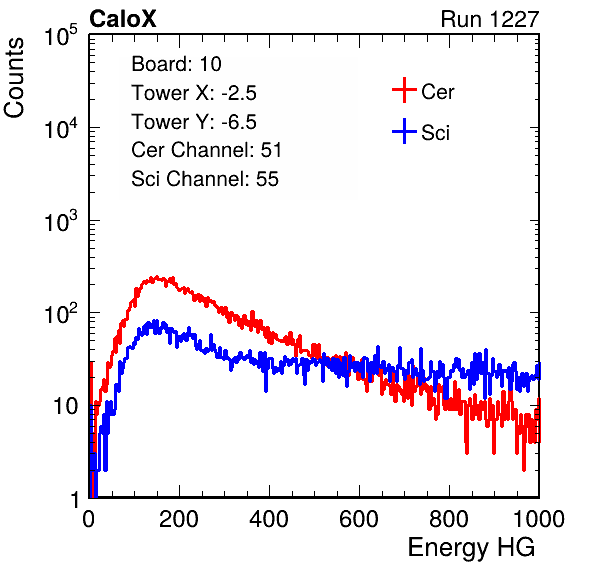 CaloX Run 1227
Counts
Board: 10
Tower X: -2.5
Tower Y: -6.5
Cer Channel: 51
Sci Channel: 55
Cer
Sci
10^5
10^4
10^3
10^2
10
1
0 200 400 600 800 1000
Energy HG